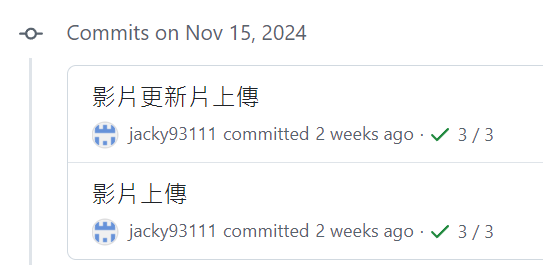 Commits on Nov 15, 2024
影片更新片上傳
jacky93111 committed 2 weeks ago · ✓ 3 / 3
影片上傳
jacky93111 committed 2 weeks ago · ✓ 3 / 3